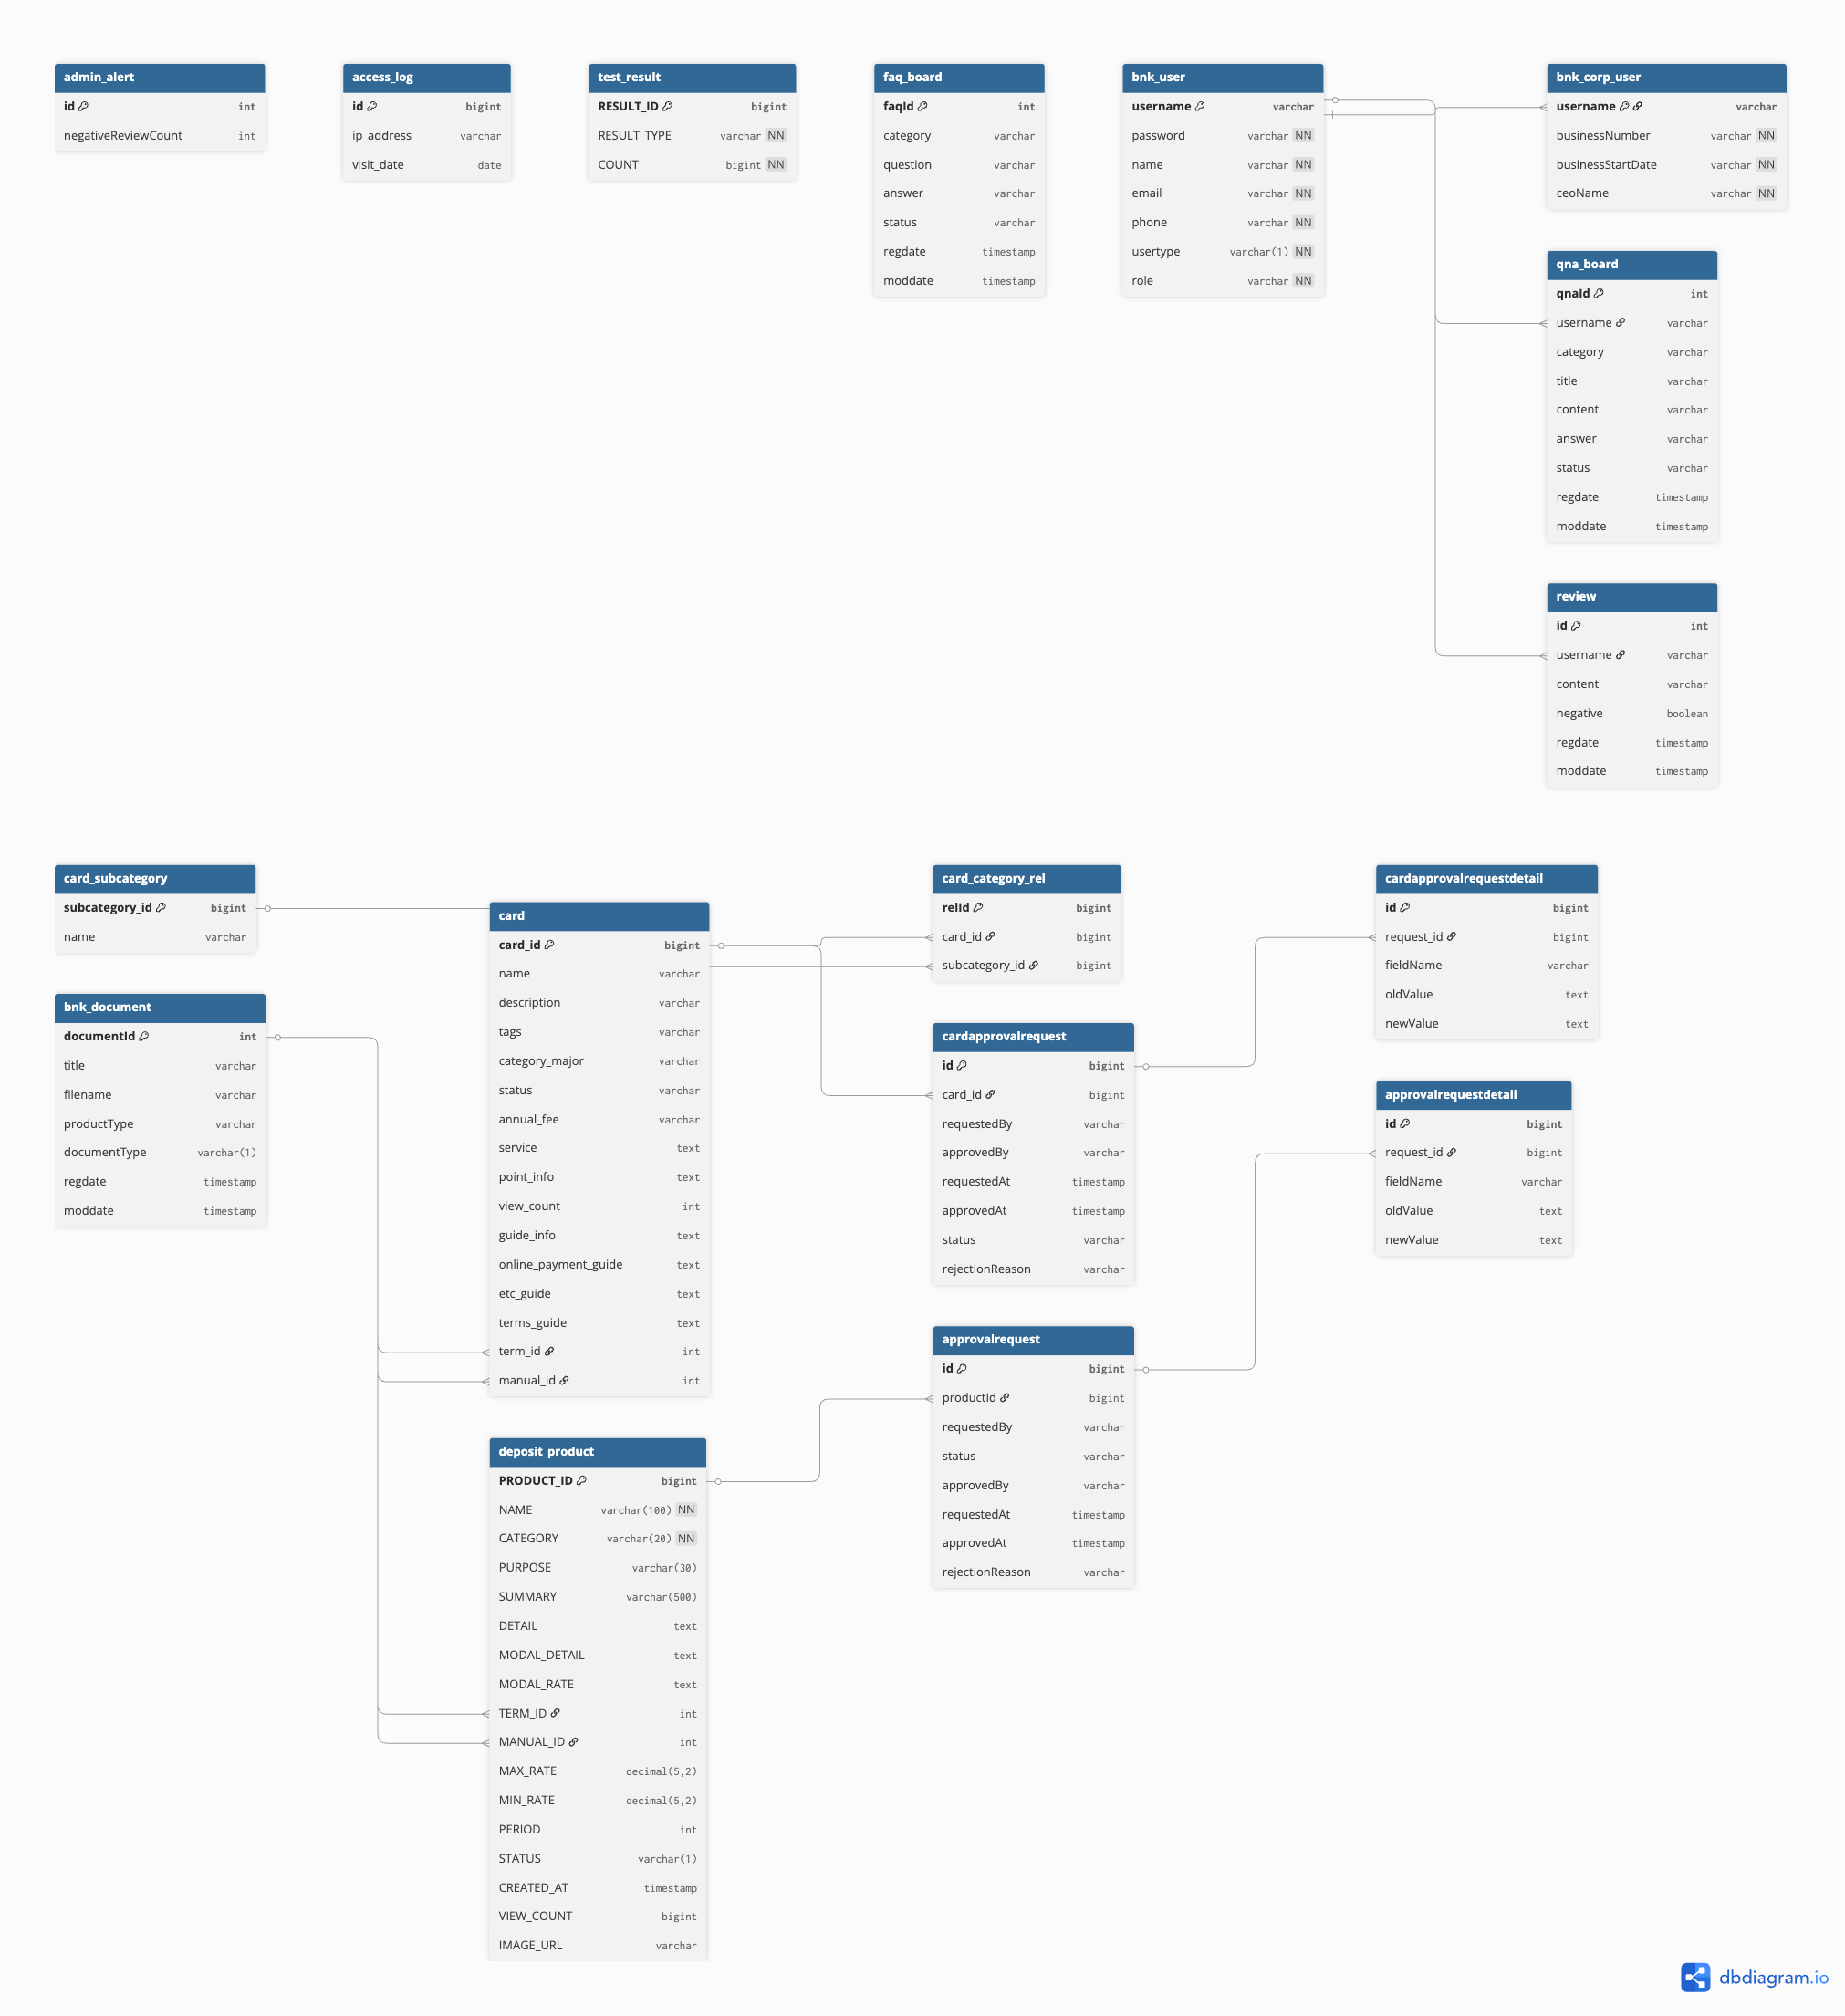 admin_alert
id int
negativeReviewCount int
access_log
id bigint
ip_address varchar
visit_date date
test_result
RESULT_ID bigint
RESULT_TYPE varchar NN
COUNT bigint NN
faq_board
faqId int
category varchar
question varchar
answer varchar
status varchar
regdate timestamp
moddate timestamp
bnk_user
username varchar
password varchar NN
name varchar NN
email varchar NN
phone varchar NN
usertype varchar(1) NN
role varchar NN
bnk_corp_user
username varchar
businessNumber varchar NN
businessStartDate varchar NN
ceoName varchar NN
qna_board
qnaId int
username varchar
category varchar
title varchar
content varchar
answer varchar
status varchar
regdate timestamp
moddate timestamp
review
id int
username varchar
content varchar
negative boolean
regdate timestamp
moddate timestamp
card_subcategory
subcategory_id bigint
name varchar
bnk_document
documentId int
title varchar
filename varchar
productType varchar
documentType varchar(1)
regdate timestamp
moddate timestamp
card
card_id bigint
name varchar
description varchar
tags varchar
category_major varchar
status varchar
annual_fee varchar
service text
point_info text
view_count int
guide_info text
online_payment_guide text
etc_guide text
terms_guide text
term_id int
manual_id int
deposit_product
PRODUCT_ID bigint
NAME varchar(100) NN
CATEGORY varchar(20) NN
PURPOSE varchar(30)
SUMMARY varchar(500)
DETAIL text
MODAL_DETAIL text
MODAL_RATE text
TERM_ID int
MANUAL_ID int
MAX_RATE decimal(5,2)
MIN_RATE decimal(5,2)
PERIOD int
STATUS varchar(1)
CREATED_AT timestamp
VIEW_COUNT bigint
IMAGE_URL varchar
card_category_rel
relId bigint
card_id bigint
subcategory_id bigint
cardapprovalrequest
id bigint
card_id bigint
requestedBy varchar
approvedBy varchar
requestedAt timestamp
approvedAt timestamp
status varchar
rejectionReason varchar
approvalrequest
id bigint
productId bigint
requestedBy varchar
status varchar
approvedBy varchar
requestedAt timestamp
approvedAt timestamp
rejectionReason varchar
cardapprovalrequestdetail
id bigint
request_id bigint
fieldName varchar
oldValue text
newValue text
approvalrequestdetail
id bigint
request_id bigint
fieldName varchar
oldValue text
newValue text
dbdiagram.io